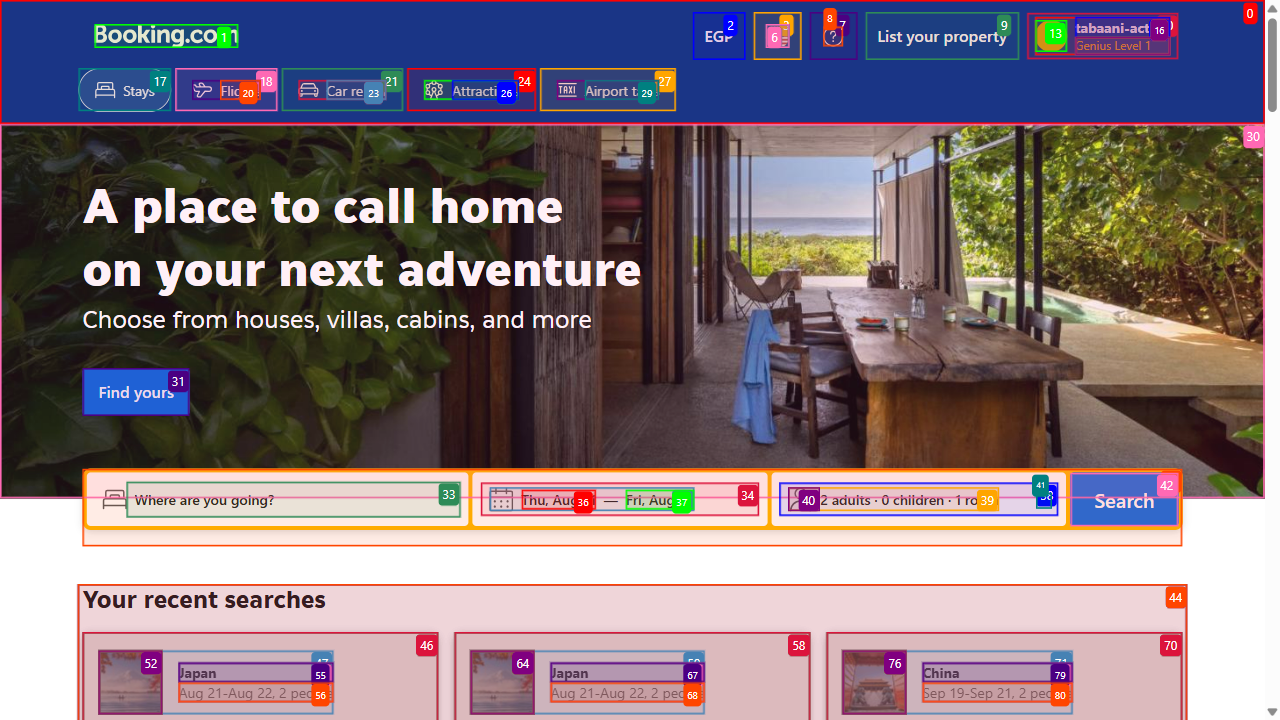 Booking.com
EGP
List your property
tabaani-act
Genius Level 1
Stays
Attracti
TAXI
Airport t
A place to call home
on your next adventure
Choose from houses, villas, cabins, and more
Find yours
Where are you going?
Thu, Aug — Fri, Aug
2 adults · 0 children · 1 ro
Search
Your recent searches
Japan
Aug 21-Aug 22, 2 peo
Japan
Aug 21-Aug 22, 2 peo
China
Sep 19-Sep 21, 2 peo
0
1
2
6
7
8
9
13
16
17
18
20
21
23
24
26
27
29
30
31
33
34
36
37
39
40
41
42
44
46
52
55
56
58
64
67
68
70
76
79
80